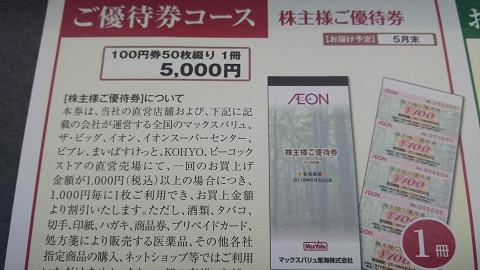 ご優待券コース
100円券50枚綴り 1冊
5,000円
[株主様ご優待券]について
本券は、当社の直営店舗および、下記に記
載の会社が運営する全国のマックスバリュ、
ザ・ビッグ、イオン、イオンスーパーセンター、
ビブレ、まいばすけっと、KOHYO、ピーコック
ストアの直営売場にて、一回のお買上げ
金額が1,000円(税込)以上の場合につき、
1,000円毎に1枚ご利用でき、お買上金額
より割引いたします。ただし、酒類、タバコ、
切手、印紙、ハガキ、商品券、プリペイドカード、
処方箋により販売する医薬品、その他各社
指定商品の購入、ネットショップ等ではご利用
株主様ご優待券
[お届け予定] 5月末
ÆON
株主様ご優待券
MaxValu
マックスバリュ東海株式会社
ÆON
¥100
¥100
¥100
¥100
1冊